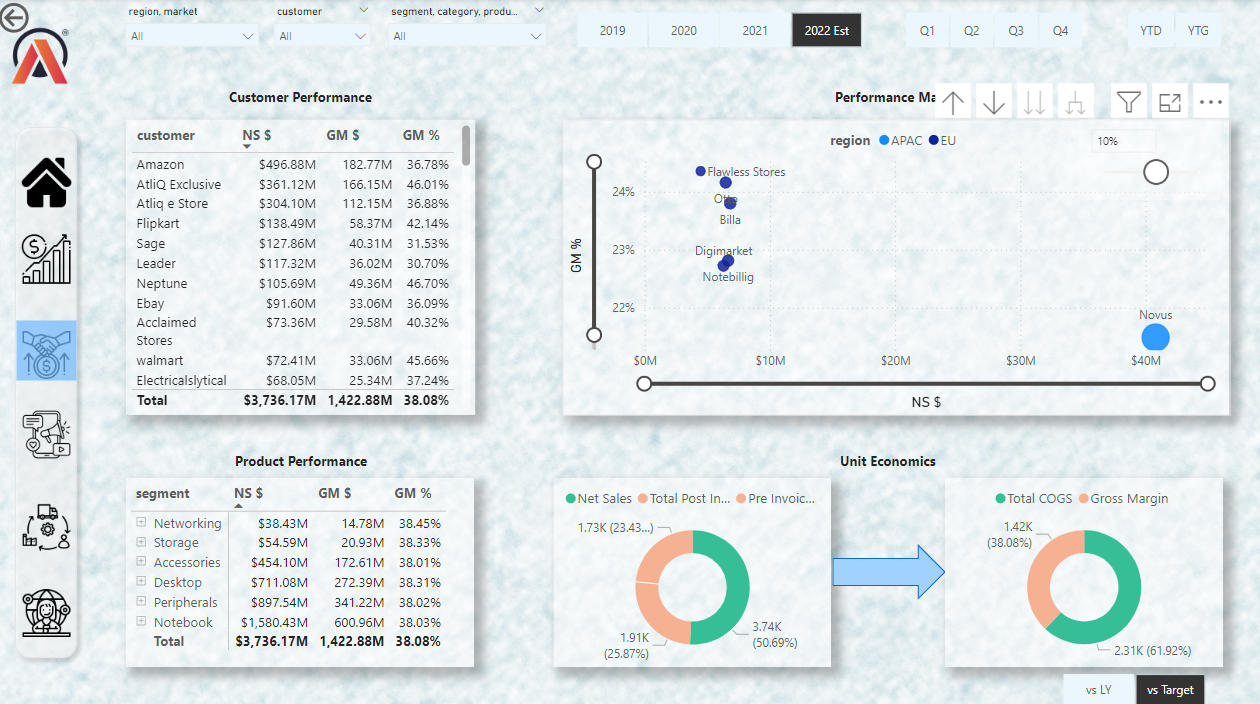 region, market
customer
segment, category, produ...
All
All
All
2019
2020
2021
2022 Est
Q1
Q2
Q3
Q4
YTD
YTG
®
Customer Performance
customer NS $ GM $ GM %
Amazon $496.88M 182.77M 36.78%
AtliQ Exclusive $361.12M 166.15M 46.01%
Atliq e Store $304.10M 112.15M 36.88%
Flipkart $138.49M 58.37M 42.14%
Sage $127.86M 40.31M 31.53%
Leader $117.32M 36.02M 30.70%
Neptune $105.69M 49.36M 46.70%
Ebay $91.60M 33.06M 36.09%
Acclaimed $73.36M 29.58M 40.32%
Stores
walmart $72.41M 33.06M 45.66%
Electricalslytical $68.05M 25.34M 37.24%
Total $3,736.17M 1,422.88M 38.08%
Performance Ma
region APAC EU
10%
GM %
24%
23%
22%
Flawless Stores
Otto
Billa
Digimarket
Notebillig
Novus
$0M $10M $20M $30M $40M
NS $
Product Performance
segment NS $ GM $ GM %
Networking $38.43M 14.78M 38.45%
Storage $54.59M 20.93M 38.33%
Accessories $454.10M 172.61M 38.01%
Desktop $711.08M 272.39M 38.31%
Peripherals $897.54M 341.22M 38.02%
Notebook $1,580.43M 600.96M 38.03%
Total $3,736.17M 1,422.88M 38.08%
Unit Economics
Net Sales Total Post In... Pre Invoic...
1.73K (23.43...)
1.91K
(25.87%)
3.74K
(50.69%)
Total COGS Gross Margin
1.42K
(38.08%)
2.31K (61.92%)
vs LY
vs Target